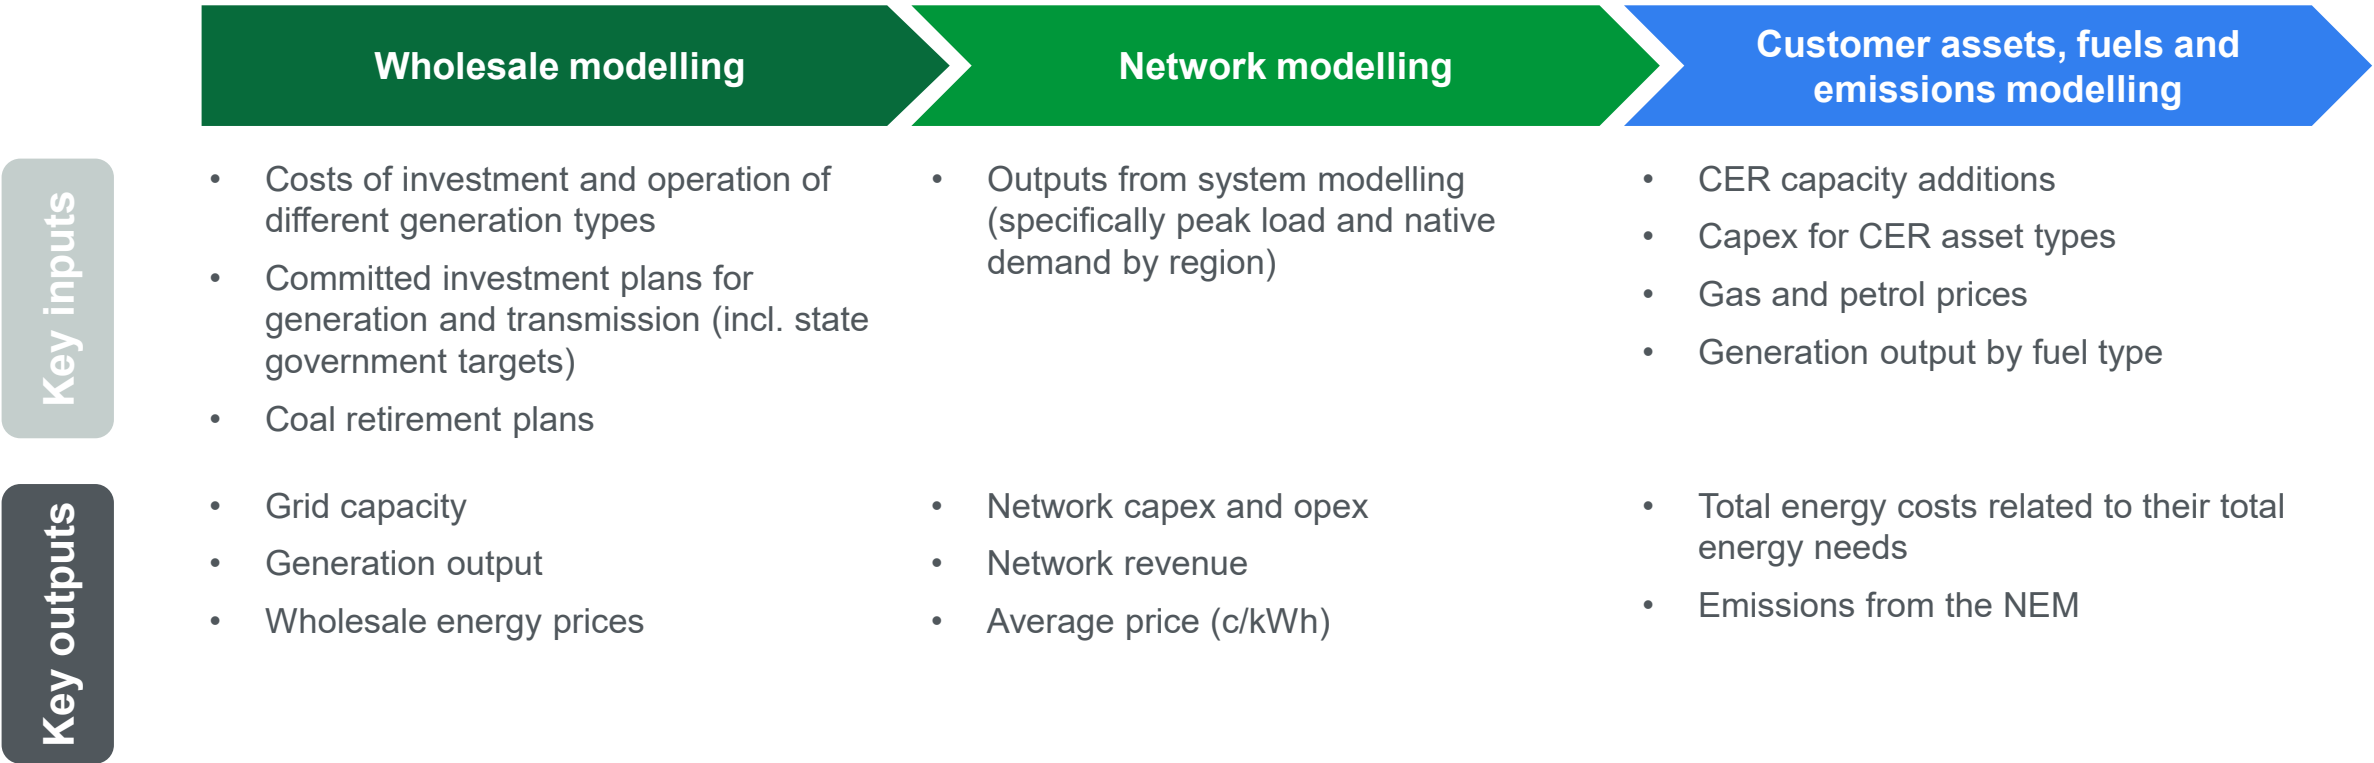 Wholesale modelling
Network modelling
Customer assets, fuels and
emissions modelling
Key inputs
• Costs of investment and operation of
different generation types
• Committed investment plans for
generation and transmission (incl. state
government targets)
• Coal retirement plans
• Outputs from system modelling
(specifically peak load and native
demand by region)
• CER capacity additions
• Capex for CER asset types
• Gas and petrol prices
• Generation output by fuel type
Key outputs
• Grid capacity
• Generation output
• Wholesale energy prices
• Network capex and opex
• Network revenue
• Average price (c/kWh)
• Total energy costs related to their total
energy needs
• Emissions from the NEM